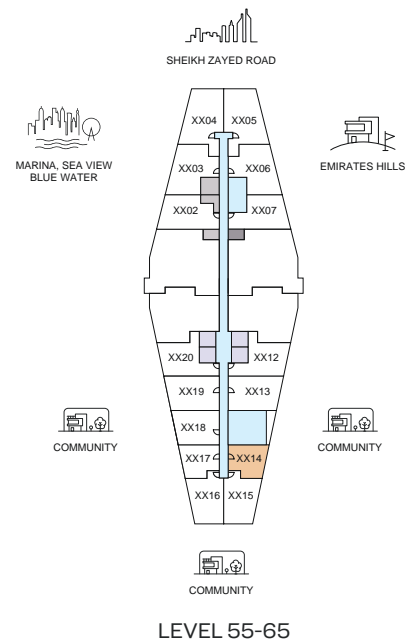 SHEIKH ZAYED ROAD
XX04 XX05
MARINA, SEA VIEW
BLUE WATER
EMIRATES HILLS
XX03 XX06
XX02 XX07
XX20 XX12
XX19 XX13
XX18
COMMUNITY
COMMUNITY
XX17 XX14
XX16 XX15
COMMUNITY
LEVEL 55-65